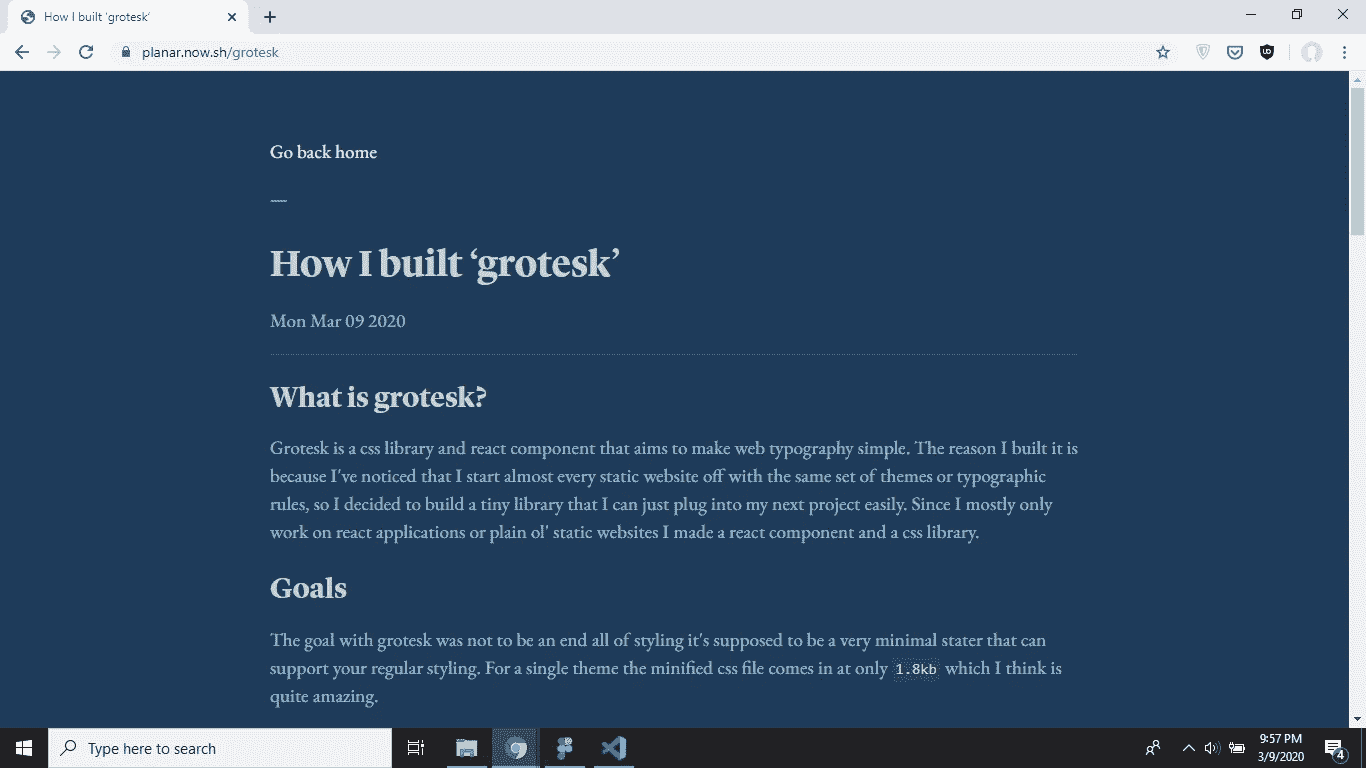 How I built ‘grotesk’
planar.now.sh/grotesk
Go back home
How I built ‘grotesk’
Mon Mar 09 2020
What is grotesk?
Grotesk is a css library and react component that aims to make web typography simple. The reason I built it is
because I've noticed that I start almost every static website off with the same set of themes or typographic
rules, so I decided to build a tiny library that I can just plug into my next project easily. Since I mostly only
work on react applications or plain ol' static websites I made a react component and a css library.
Goals
The goal with grotesk was not to be an end all of styling it's supposed to be a very minimal stater that can
support your regular styling. For a single theme the minified css file comes in at only 1.8kb which I think is
quite amazing.
Type here to search
9:57 PM
3/9/2020
4